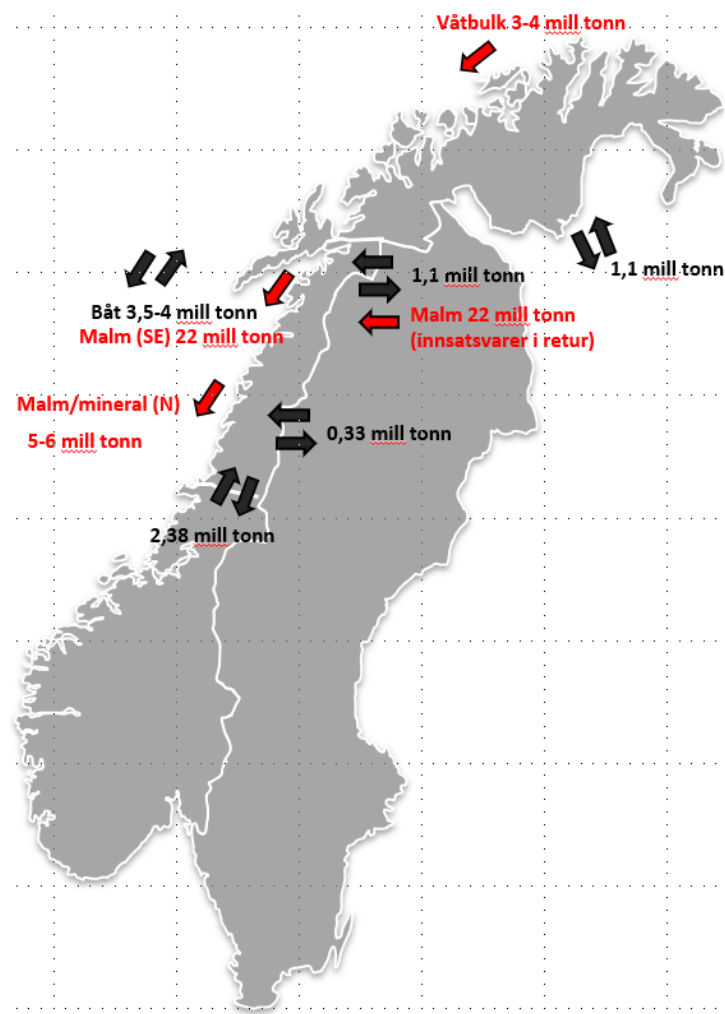 Våtbulk 3-4 mill tonn
1,1 mill tonn
1,1 mill tonn
Båt 3,5-4 mill tonn
Malm (SE) 22 mill tonn
Malm 22 mill tonn
(innsatsvarer i retur)
Malm/mineral (N)
5-6 mill tonn
0,33 mill tonn
2,38 mill tonn